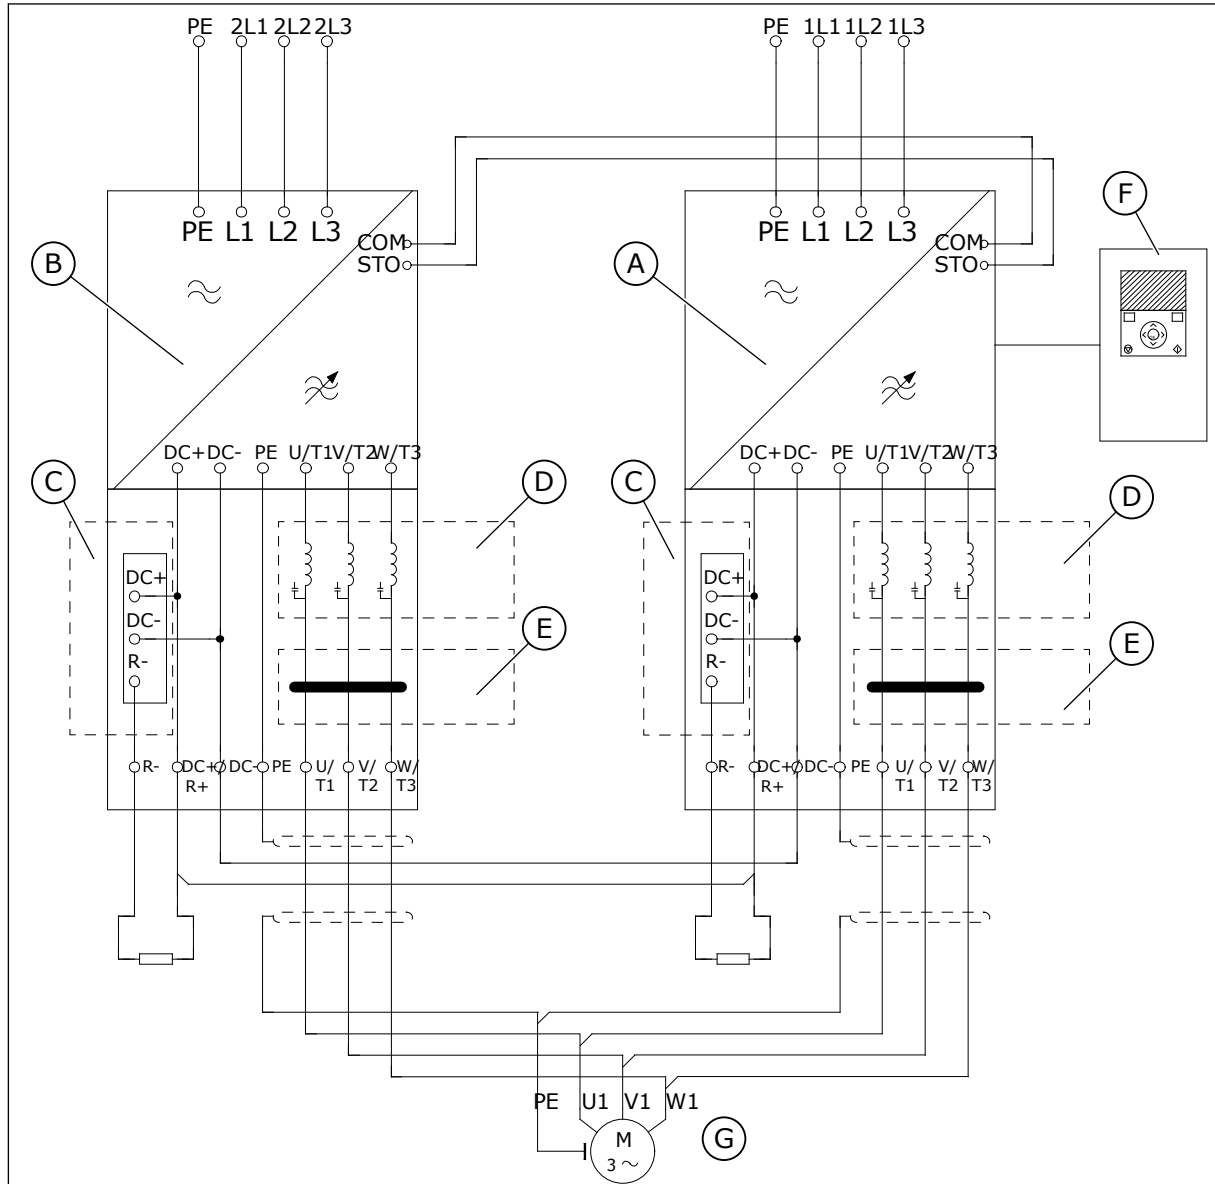 PE 2L1 2L2 2L3
PE 1L1 1L2 1L3
F
PE L1 L2 L3
PE L1 L2 L3
COM
STO
COM
STO
B
A
DC+ DC- PE U/T1 V/T2 W/T3
DC+ DC- PE U/T1 V/T2 W/T3
C
D
C
D
DC+
DC-
R-
DC+
DC-
R-
E
E
R- DC+/ DC- PE U/ V/ W/
R+ T1 T2 T3
R- DC+/ DC- PE U/ V/ W/
R+ T1 T2 T3
PE U1 V1 W1
G
M
3 ~